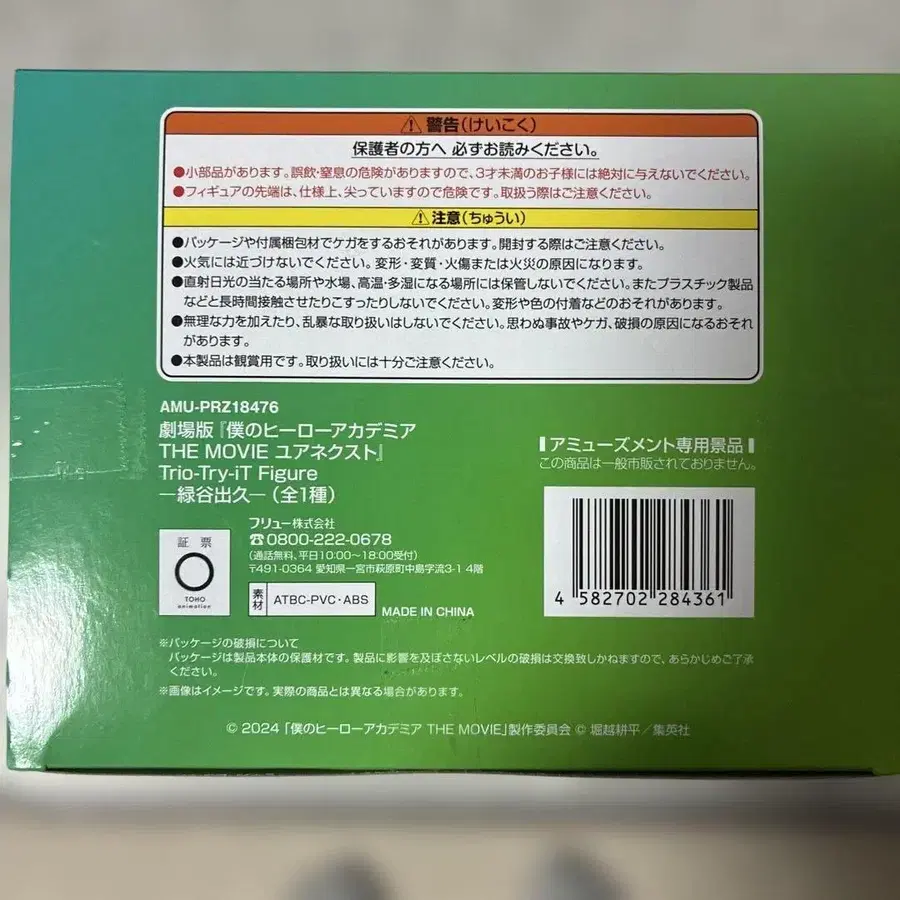 ⚠警告(けいこく)
保護者の方へ 必ずお読みください。
●小部品があります。誤飲・窒息の危険がありますので、3才未満のお子様には絶対に与えないでください。
●フィギュアの先端は、仕様上、尖っていますので危険です。取扱う際はご注意ください。
⚠注意(ちゅうい)
●パッケージや付属梱包材でケガをするおそれがあります。開封する際はご注意ください。
●火気には近づけないでください。変形・変質・火傷または火災の原因になります。
●直射日光の当たる場所や水場、高温・多湿になる場所には保管しないでください。またプラスチック製品
などと長時間接触させたりこすったりしないでください。変形や色の付着などのおそれがあります。
●無理な力を加えたり、乱暴な取り扱いはしないでください。思わぬ事故やケガ、破損の原因になるおそれ
があります。
●本製品は観賞用です。取り扱いには十分ご注意ください。
AMU-PRZ18476
劇場版『僕のヒーローアカデミア
THE MOVIE ユアネクスト』
Trio-Try-iT Figure
―緑谷出久―(全1種)
アミューズメント専用景品
この商品は一般市販されておりません。
証票
TOHO
animation
フリュー株式会社
☎0800-222-0678
(通話無料、平日10:00〜18:00受付)
〒491-0364 愛知県一宮市萩原町中島字流3-1 4階
素材
ATBC-PVC・ABS
MADE IN CHINA
4 582702 284361
※パッケージの破損について
パッケージは製品本体の保護材です。製品に影響を及ぼさないレベルの破損は交換致しかねますので、あらかじめご了承
ください。
※画像はイメージです。実際の商品とは異なる場合があります。
© 2024「僕のヒーローアカデミア THE MOVIE」製作委員会 © 堀越耕平／集英社